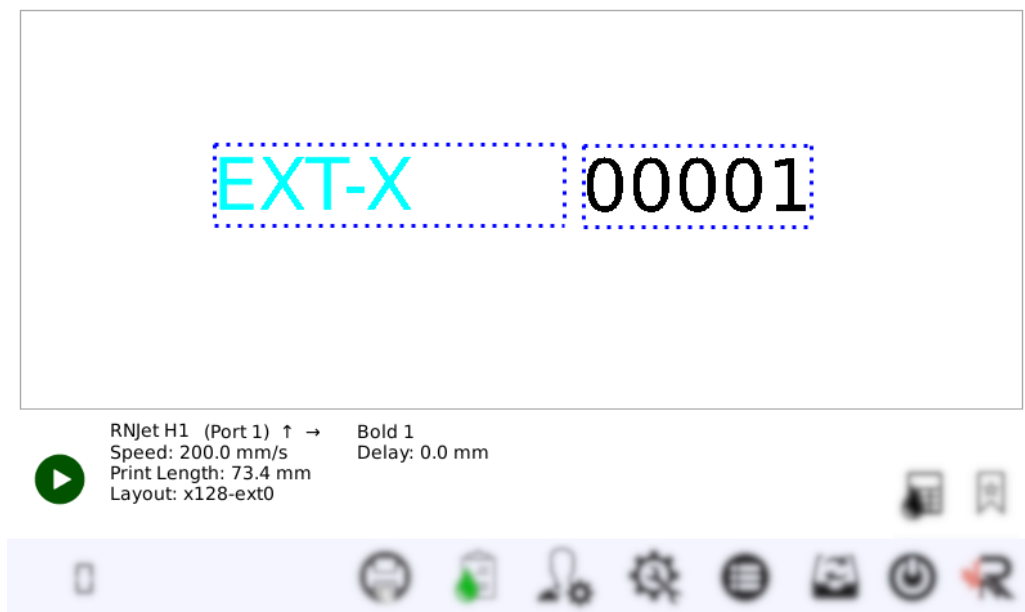 EXT-X 00001
RNJet H1 (Port 1) ↑ → Bold 1
Speed: 200.0 mm/s Delay: 0.0 mm
Print Length: 73.4 mm
Layout: x128-ext0